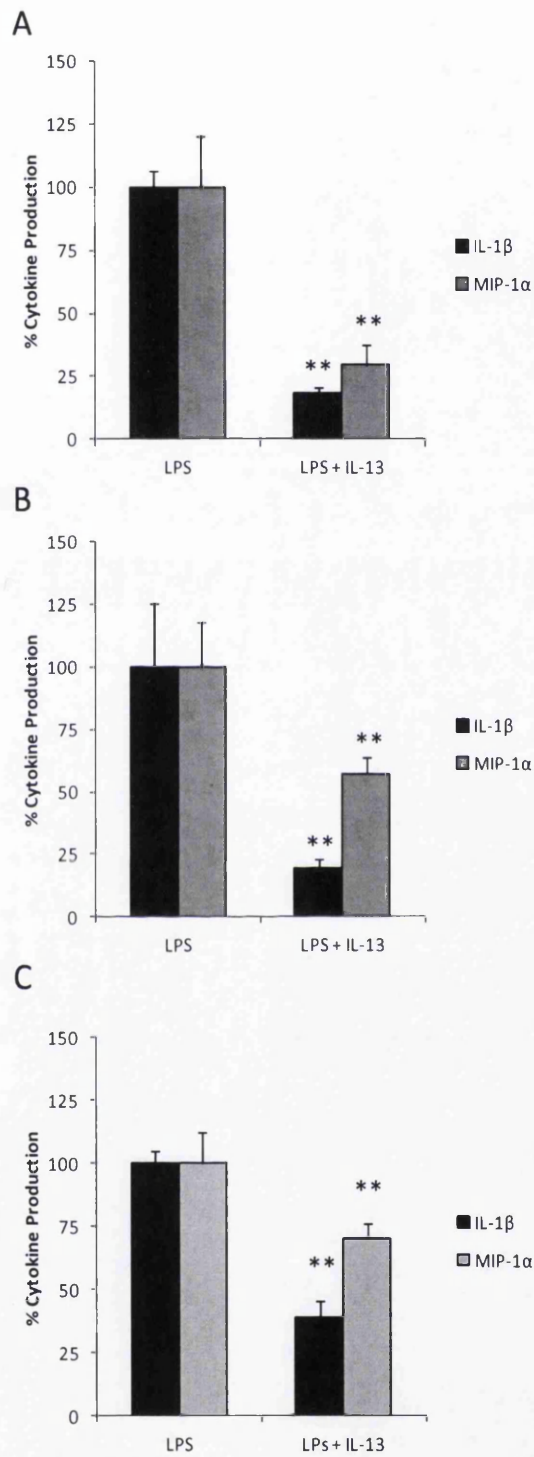 A
150
125
100
75
50
25
0
% Cytokine Production
** **
IL-1β
MIP-1α
LPS LPS + IL-13
B
150
125
100
75
50
25
0
% Cytokine Production
** **
IL-1β
MIP-1α
LPS LPS + IL-13
C
150
125
100
75
50
25
0
% Cytokine Production
** **
IL-1β
MIP-1α
LPS LPs + IL-13